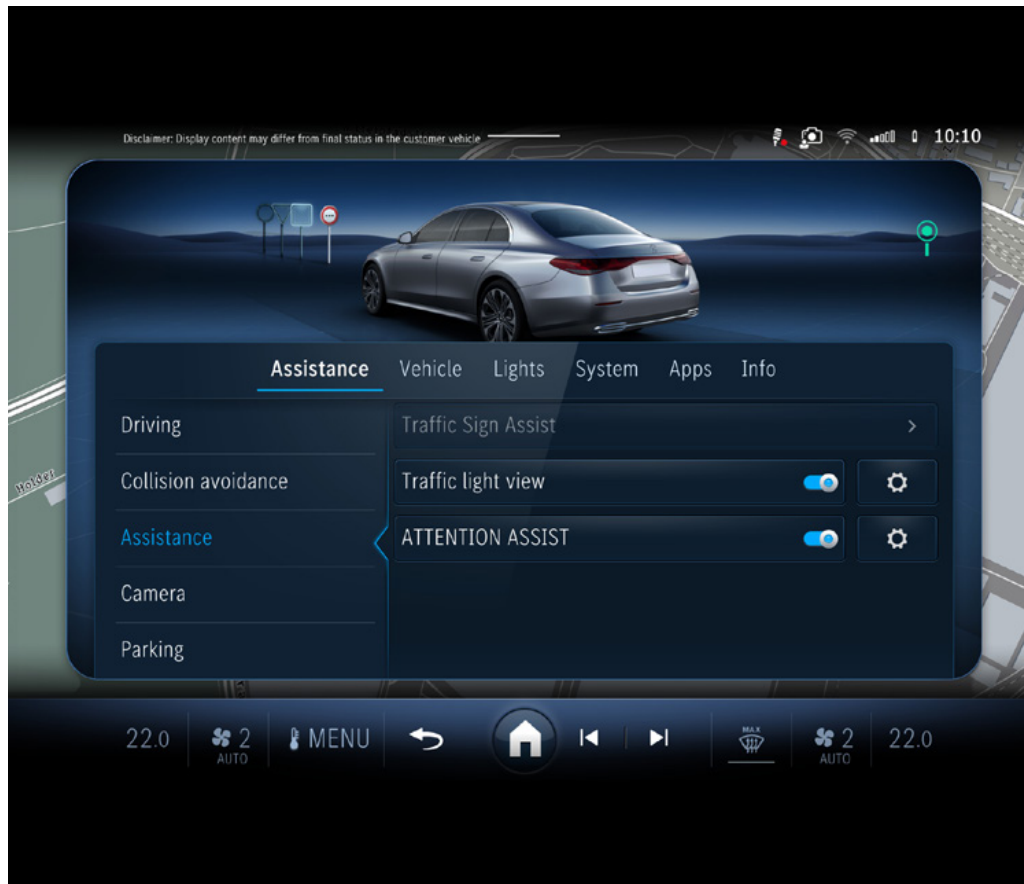 Disclaimer: Display content may differ from final status in the customer vehicle
10:10
Assistance Vehicle Lights System Apps Info
Driving
Traffic Sign Assist
Collision avoidance
Traffic light view
Assistance
ATTENTION ASSIST
Camera
Parking
Holder
22.0 2 AUTO MENU MAX 2 AUTO 22.0